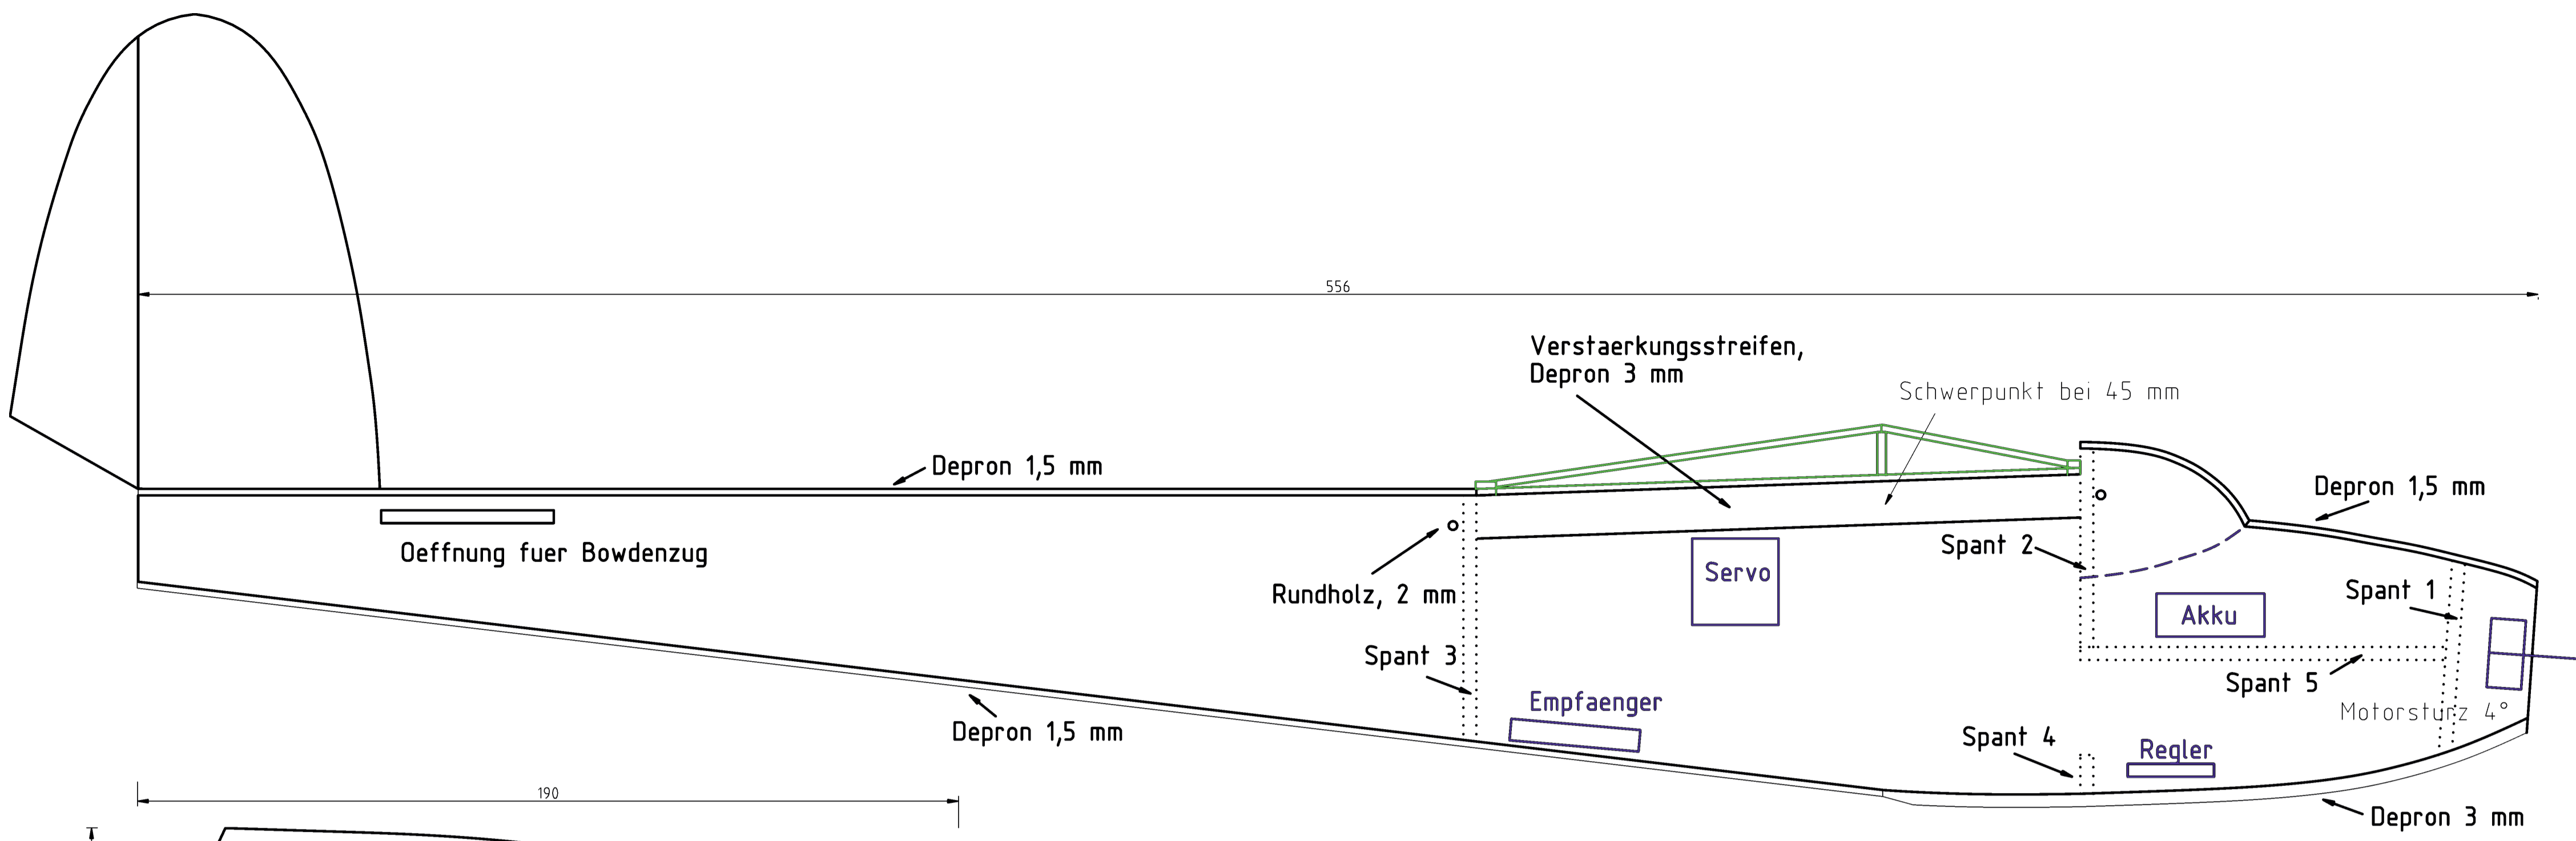 556
Verstaerkungsstreifen,
Depron 3 mm
Schwerpunkt bei 45 mm
Depron 1,5 mm
Depron 1,5 mm
Oeffnung fuer Bowdenzug
Spant 2
Servo
Rundholz, 2 mm
Akku
Spant 1
Spant 3
Spant 5
Empfaenger
Motorsturz 4°
Depron 1,5 mm
Spant 4
Regler
190
Depron 3 mm